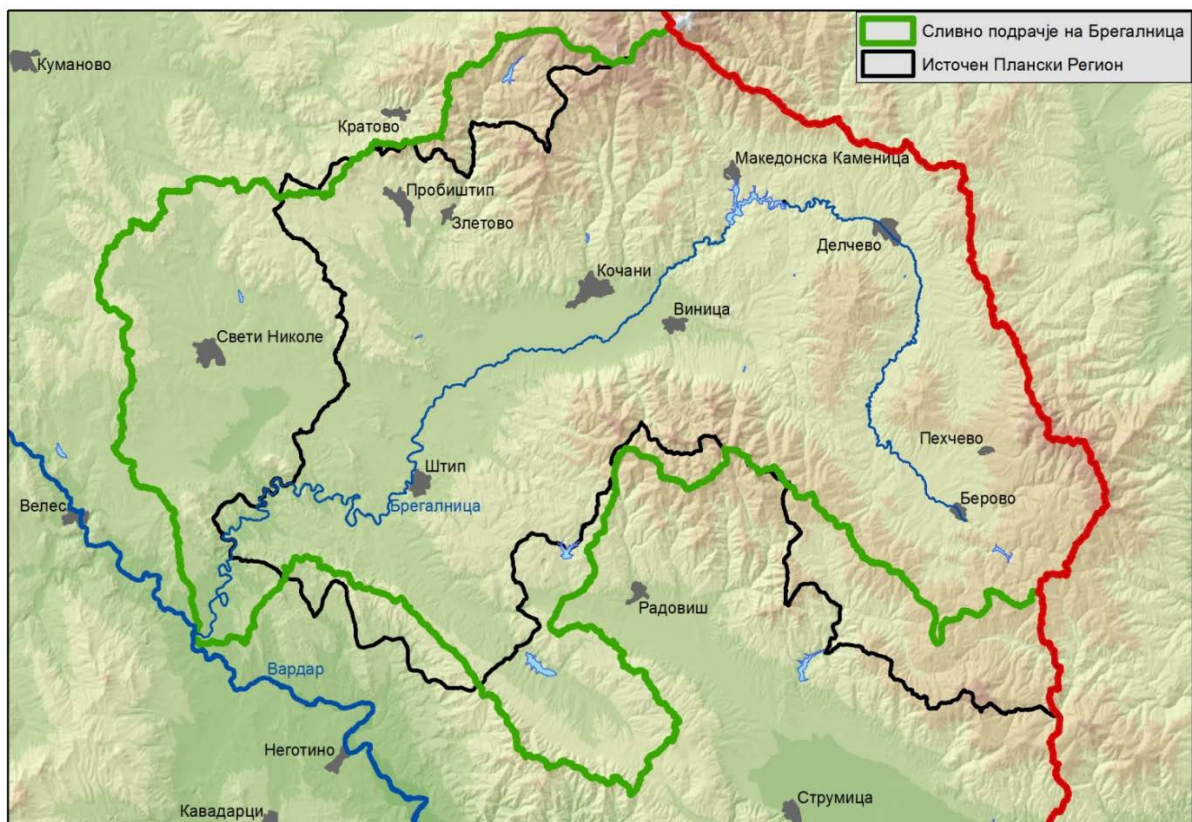 Сливно подрачје на Брегалница
Источен Плански Регион
Куманово
Кратово
Македонска Каменица
Пробиштип
Злетово
Делчево
Кочани
Виница
Свети Николе
Пехчево
Штип
Брегалница
Велес
Берово
Радовиш
Вардар
Неготино
Струмица
Кавадарци